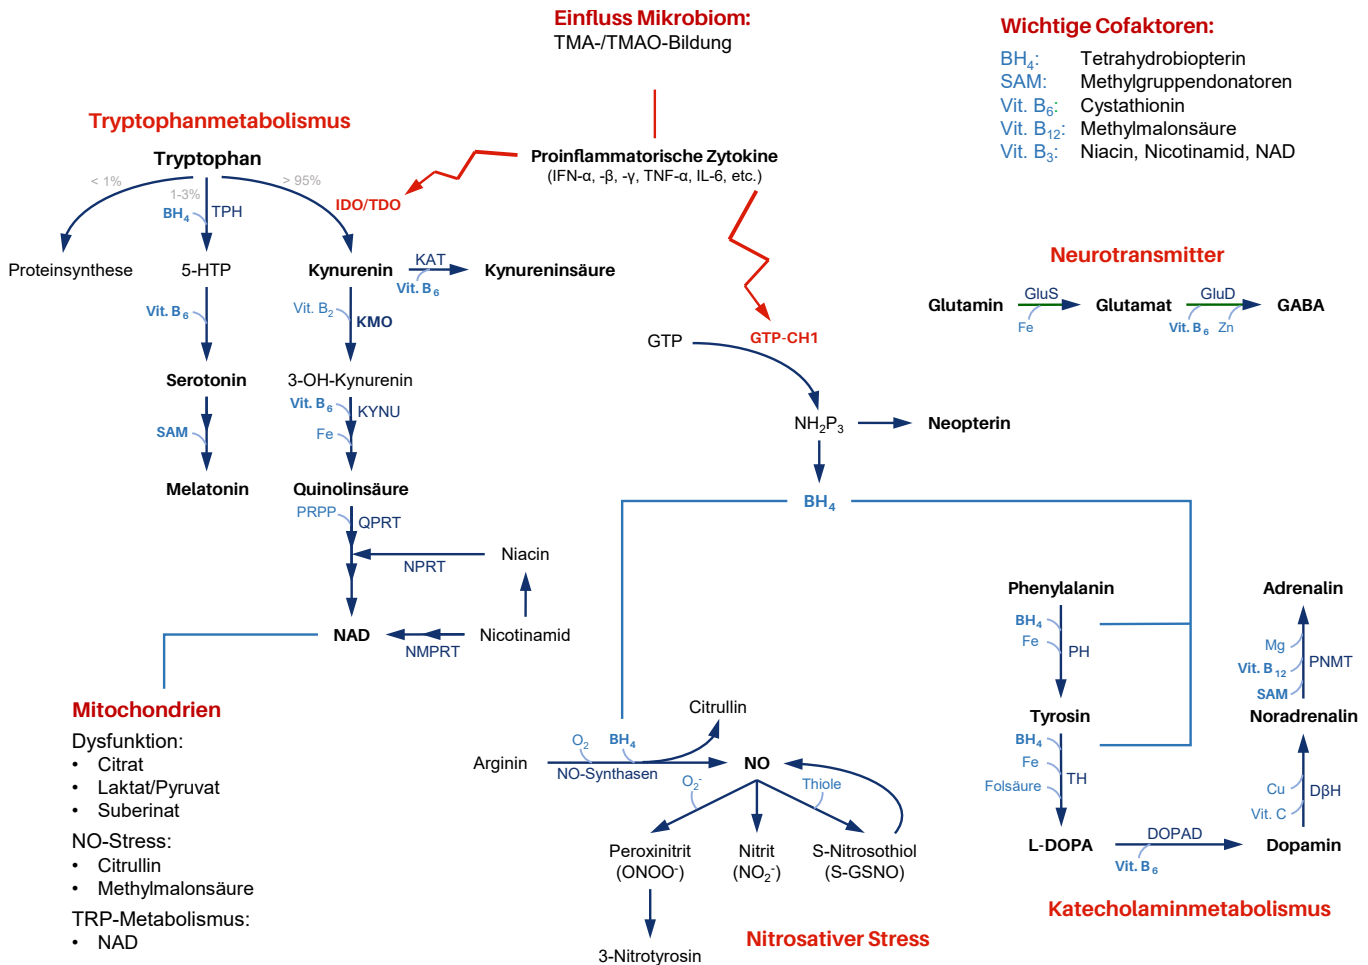 Einfluss Mikrobiom:
TMA-/TMAO-Bildung
Wichtige Cofaktoren:
BH₄: Tetrahydrobiopterin
SAM: Methylgruppendonatoren
Vit. B₆: Cystathionin
Vit. B₁₂: Methylmalonsäure
Vit. B₃: Niacin, Nicotinamid, NAD
Tryptophanmetabolismus
Tryptophan
< 1%
1-3%
> 95%
BH₄
TPH
IDO/TDO
Proinflammatorische Zytokine
(IFN-α, -β, -γ, TNF-α, IL-6, etc.)
Proteinsynthese
5-HTP
Kynurenin
KAT
Vit. B₆
Kynureninsäure
Vit. B₆
Vit. B₂
KMO
Serotonin
3-OH-Kynurenin
Vit. B₆
KYNU
SAM
Fe
Melatonin
Quinolinsäure
PRPP
QPRT
NPRT
Niacin
NAD
NMPRT
Nicotinamid
Neurotransmitter
Glutamin
GluS
Fe
Glutamat
GluD
Vit. B₆
Zn
GABA
GTP
GTP-CH1
NH₂P₃
Neopterin
BH₄
Mitochondrien
Dysfunktion:
• Citrat
• Laktat/Pyruvat
• Suberinat
NO-Stress:
• Citrullin
• Methylmalonsäure
TRP-Metabolismus:
• NAD
Citrullin
Arginin
O₂
BH₄
NO-Synthasen
NO
O₂⁻
Thiole
Peroxinitrit
(ONOO⁻)
Nitrit
(NO₂⁻)
S-Nitrosothiol
(S-GSNO)
3-Nitrotyrosin
Nitrosativer Stress
Phenylalanin
BH₄
Fe
PH
Tyrosin
BH₄
Fe
Folsäure
TH
L-DOPA
DOPAD
Vit. B₆
Dopamin
Cu
Vit. C
DβH
Noradrenalin
Mg
Vit. B₁₂
SAM
PNMT
Adrenalin
Katecholaminmetabolismus